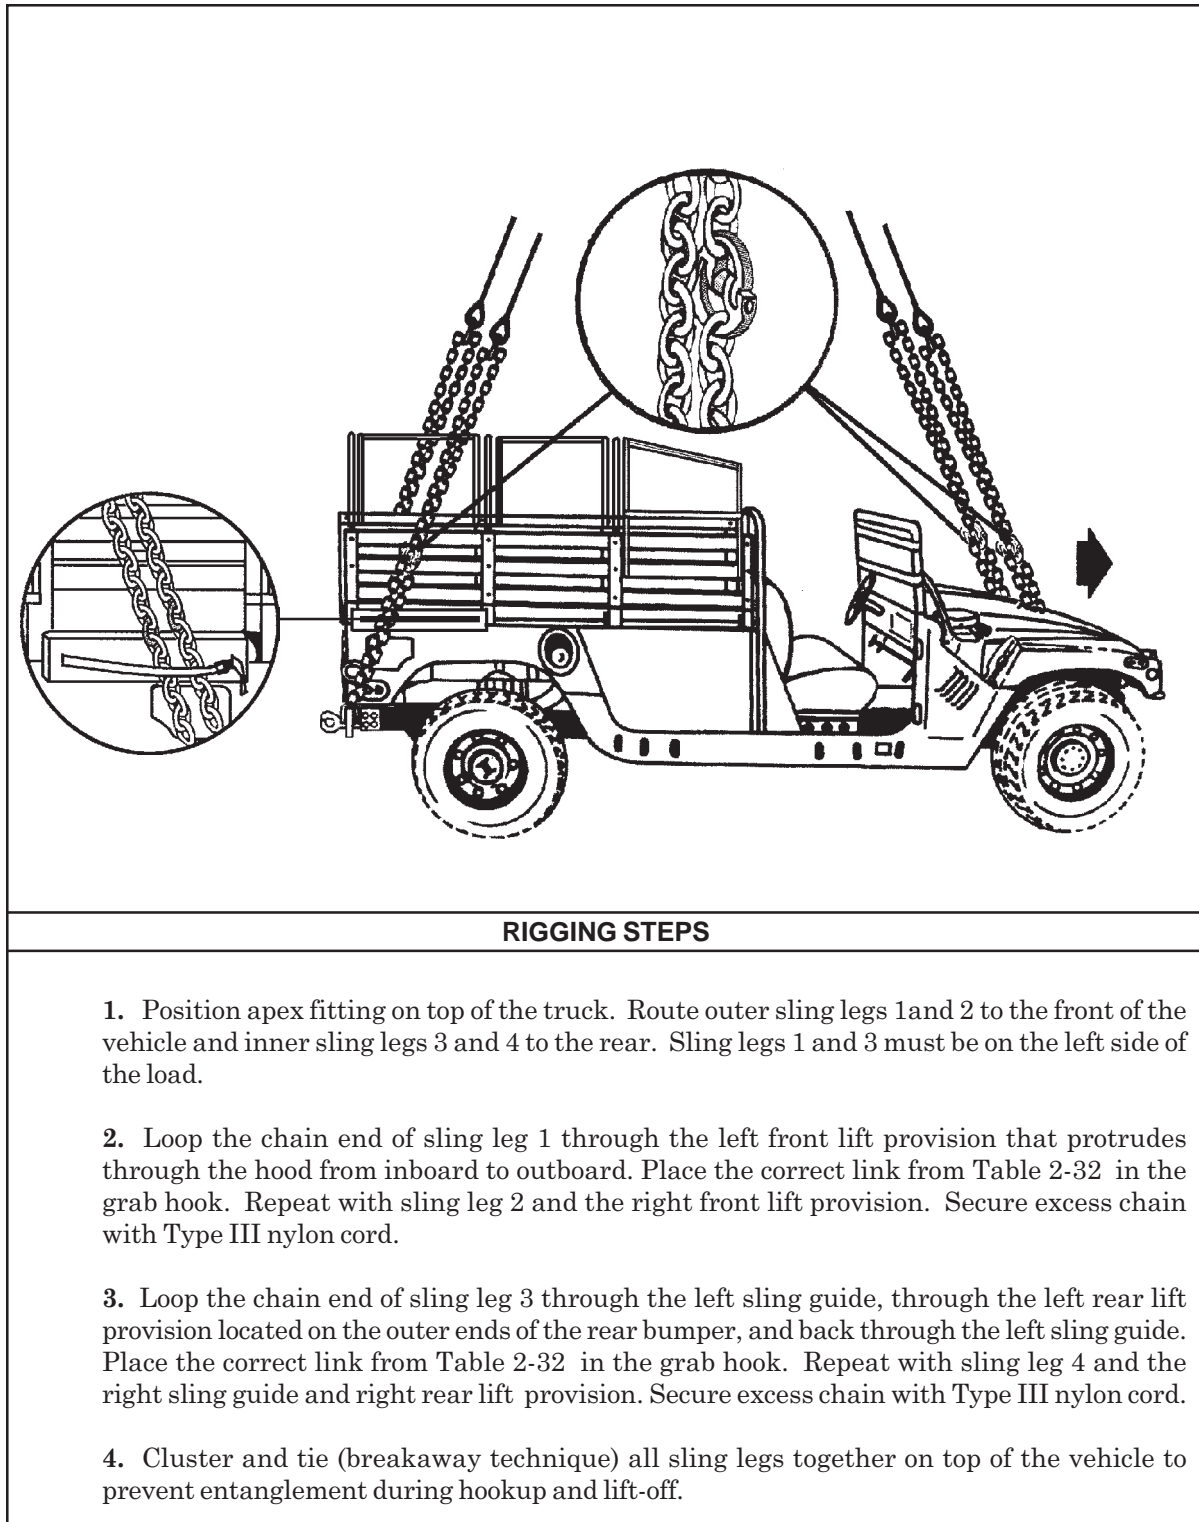 RIGGING STEPS
1. Position apex fitting on top of the truck. Route outer sling legs 1and 2 to the front of the
vehicle and inner sling legs 3 and 4 to the rear. Sling legs 1 and 3 must be on the left side of
the load.
2. Loop the chain end of sling leg 1 through the left front lift provision that protrudes
through the hood from inboard to outboard. Place the correct link from Table 2-32 in the
grab hook. Repeat with sling leg 2 and the right front lift provision. Secure excess chain
with Type III nylon cord.
3. Loop the chain end of sling leg 3 through the left sling guide, through the left rear lift
provision located on the outer ends of the rear bumper, and back through the left sling guide.
Place the correct link from Table 2-32 in the grab hook. Repeat with sling leg 4 and the
right sling guide and right rear lift provision. Secure excess chain with Type III nylon cord.
4. Cluster and tie (breakaway technique) all sling legs together on top of the vehicle to
prevent entanglement during hookup and lift-off.